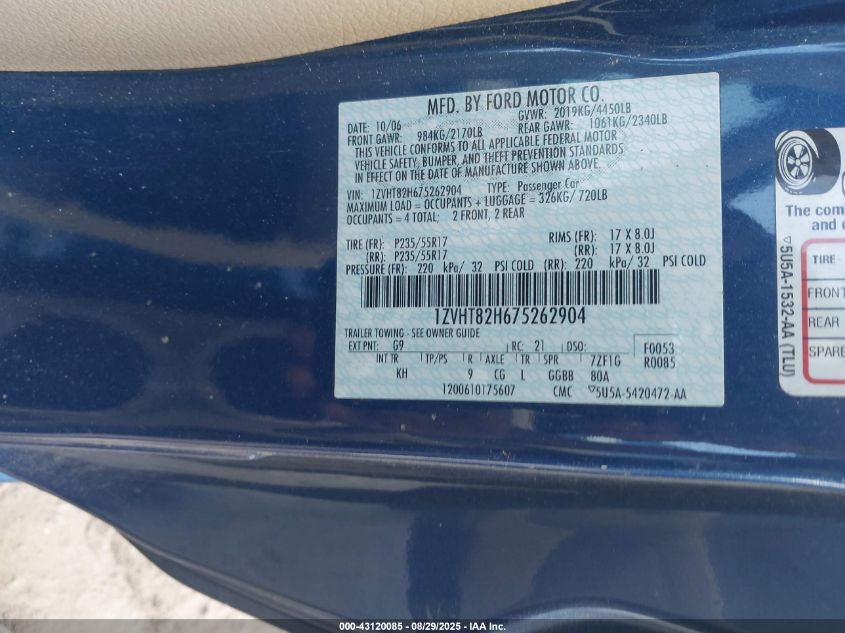 MFD. BY FORD MOTOR CO.
DATE: 10/06 GVWR: 2019KG/4450LB
FRONT GAWR: 984KG/2170LB REAR GAWR: 1061KG/2340LB
THIS VEHICLE CONFORMS TO ALL APPLICABLE FEDERAL MOTOR
VEHICLE SAFETY, BUMPER, AND THEFT PREVENTION STANDARDS
IN EFFECT ON THE DATE OF MANUFACTURE SHOWN ABOVE.
VIN: 1ZVHT82H675262904 TYPE: Passenger Car
MAXIMUM LOAD = OCCUPANTS + LUGGAGE = 326KG/ 720LB
OCCUPANTS = 4 TOTAL; 2 FRONT, 2 REAR
TIRE (FR): P235/55R17 RIMS (FR): 17 X 8.0J
(RR): P235/55R17 (RR): 17 X 8.0J
PRESSURE (FR): 220 kPa/ 32 PSI COLD (RR): 220 kPa/ 32 PSI COLD
1ZVHT82H675262904
TRAILER TOWING - SEE OWNER GUIDE
EXT PNT: G9 RC: 21 DSO: F0053
INT TR TP/PS R AXLE TR SPR 7ZF1G R0085
KH 9 CG L GGBB 80A
1200610175607 CMC ▽5U5A-5420472-AA
The com
and c
TIRE
FRONT
REAR
SPARE
▽5U5A-1532-AA (TLU)
000-43120085 - 08/29/2025 - IAA Inc.